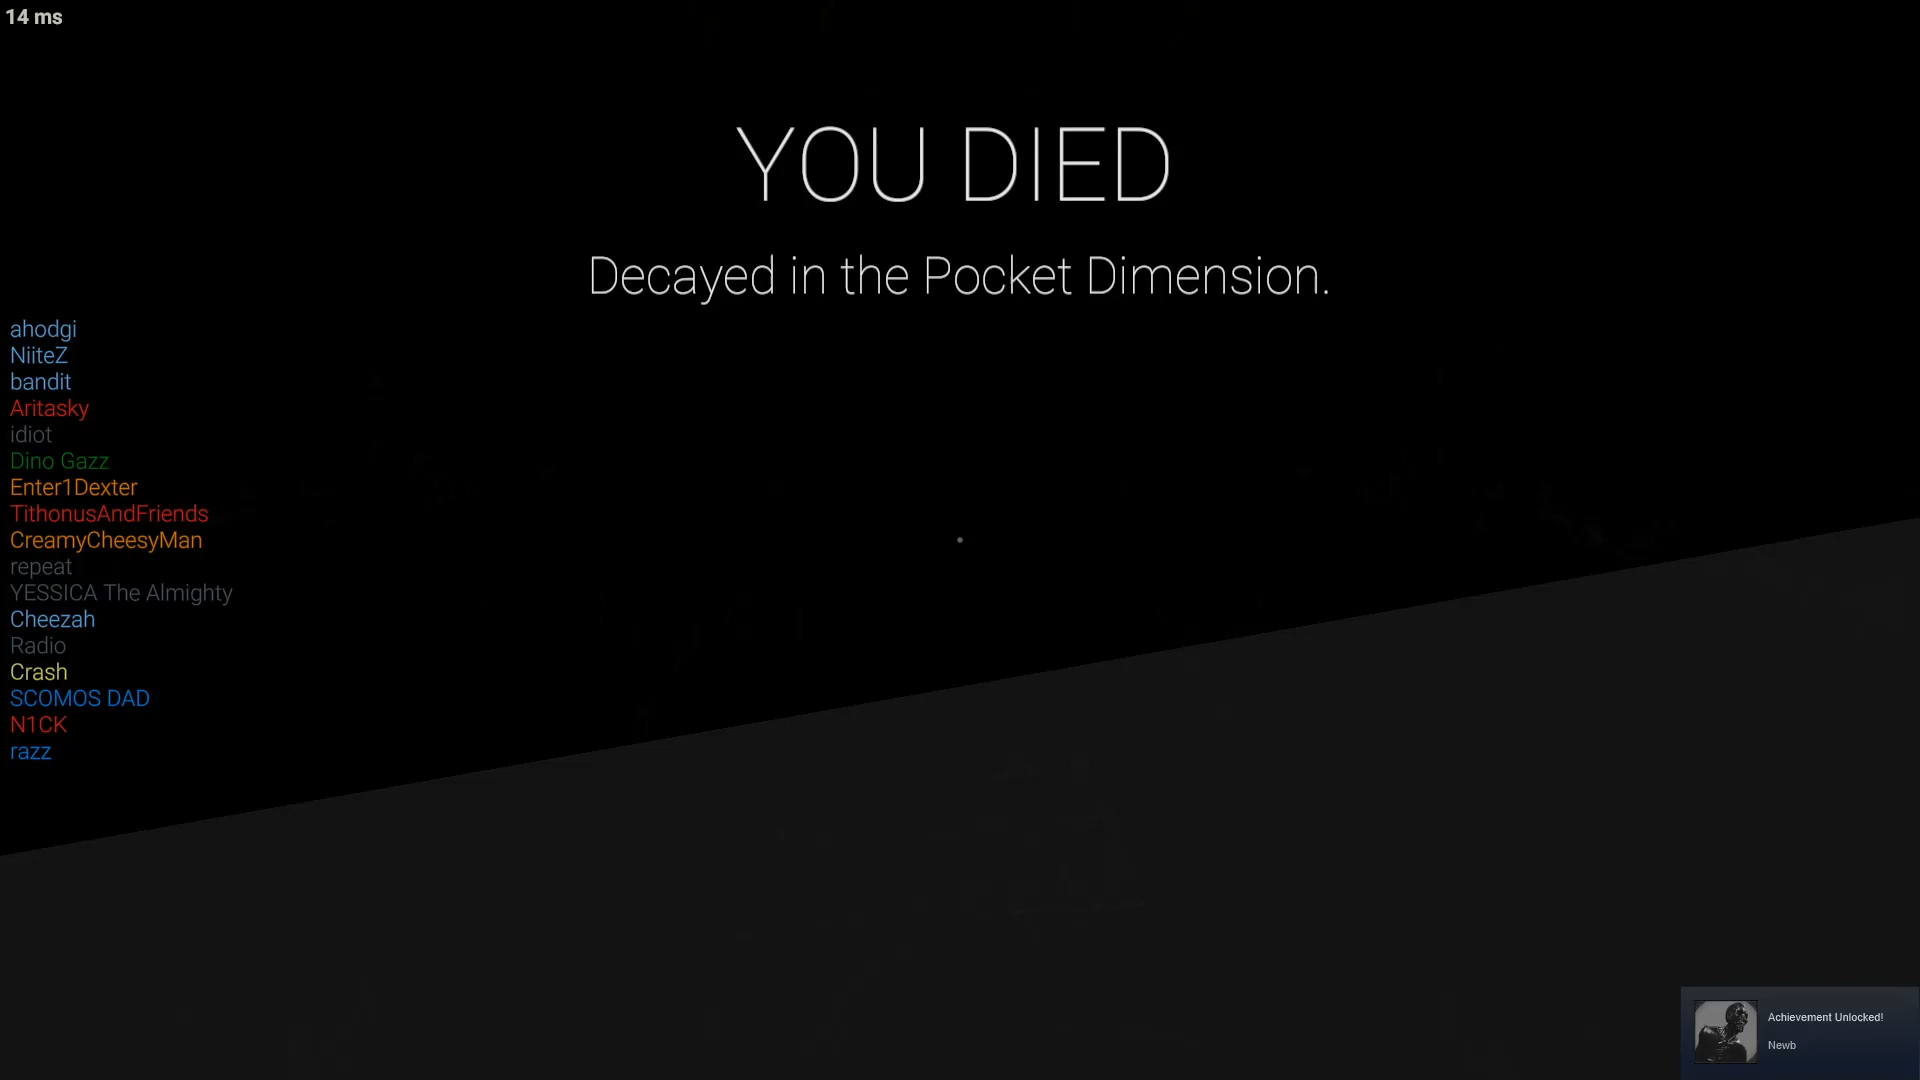 14 ms
YOU DIED
Decayed in the Pocket Dimension.
ahodgi
NiiteZ
bandit
Aritasky
idiot
Dino Gazz
Enter1Dexter
TithonusAndFriends
CreamyCheesyMan
repeat
YESSICA The Almighty
Cheezah
Radio
Crash
SCOMOS DAD
N1CK
razz
Achievement Unlocked!
Newb